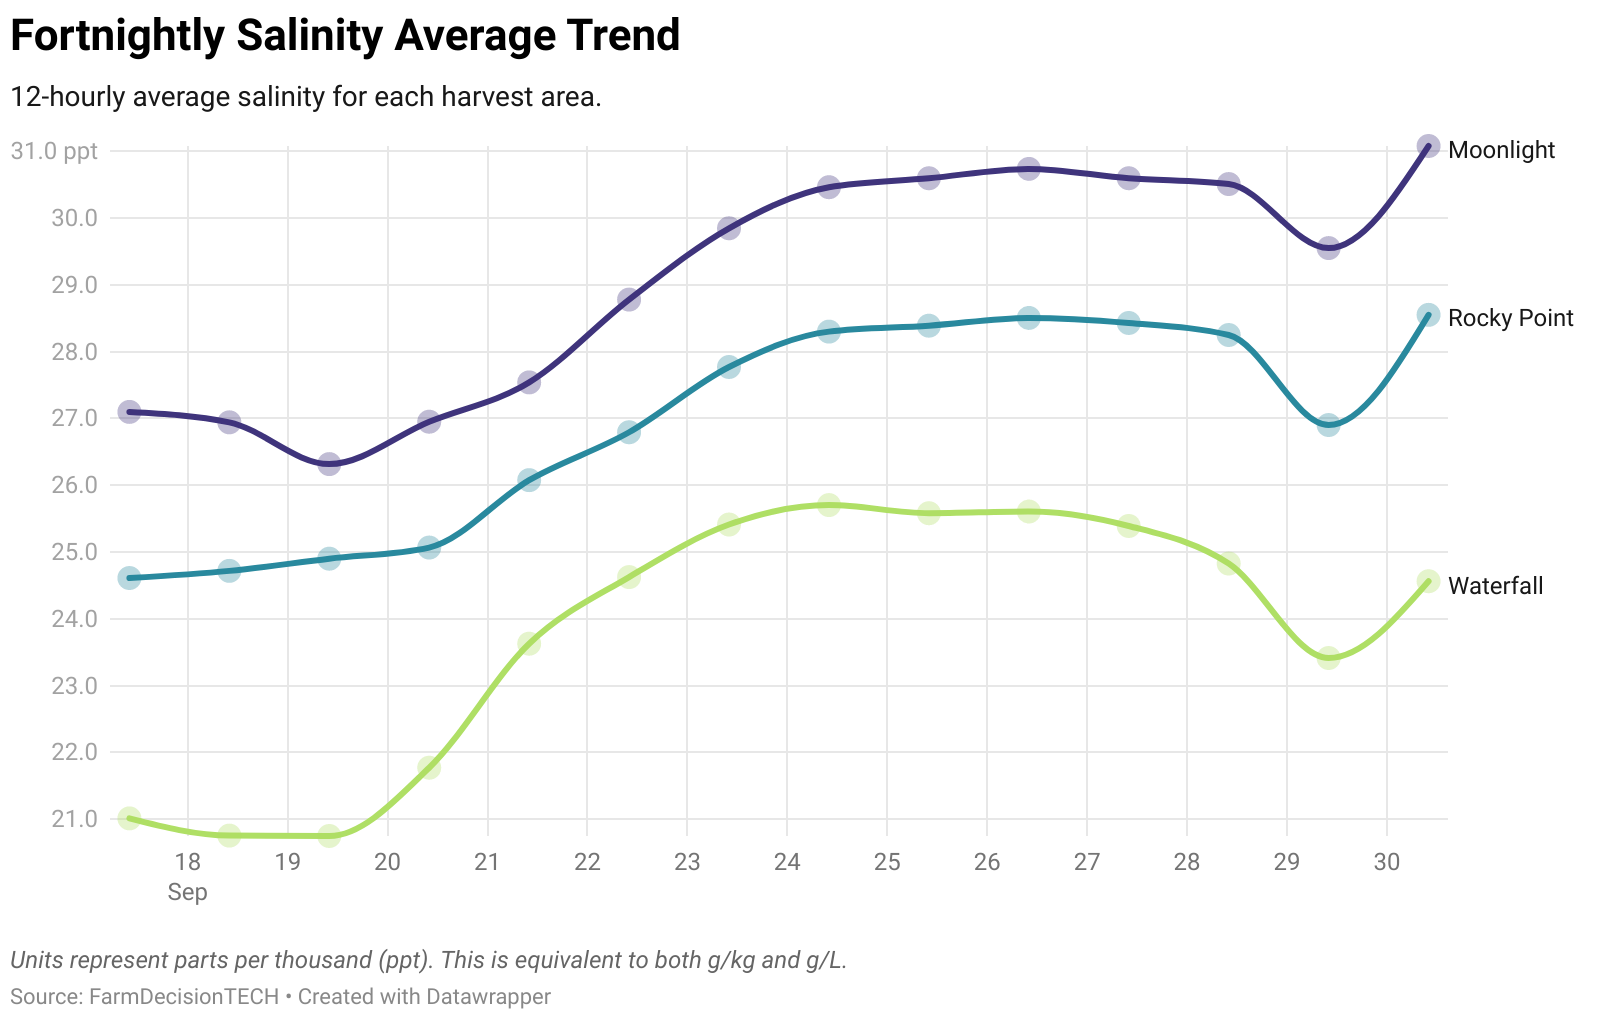 Fortnightly Salinity Average Trend
12-hourly average salinity for each harvest area.
31.0 ppt
30.0
29.0
28.0
27.0
26.0
25.0
24.0
23.0
22.0
21.0
Moonlight
Rocky Point
Waterfall
18 19 20 21 22 23 24 25 26 27 28 29 30
Sep
Units represent parts per thousand (ppt). This is equivalent to both g/kg and g/L.
Source: FarmDecisionTECH • Created with Datawrapper